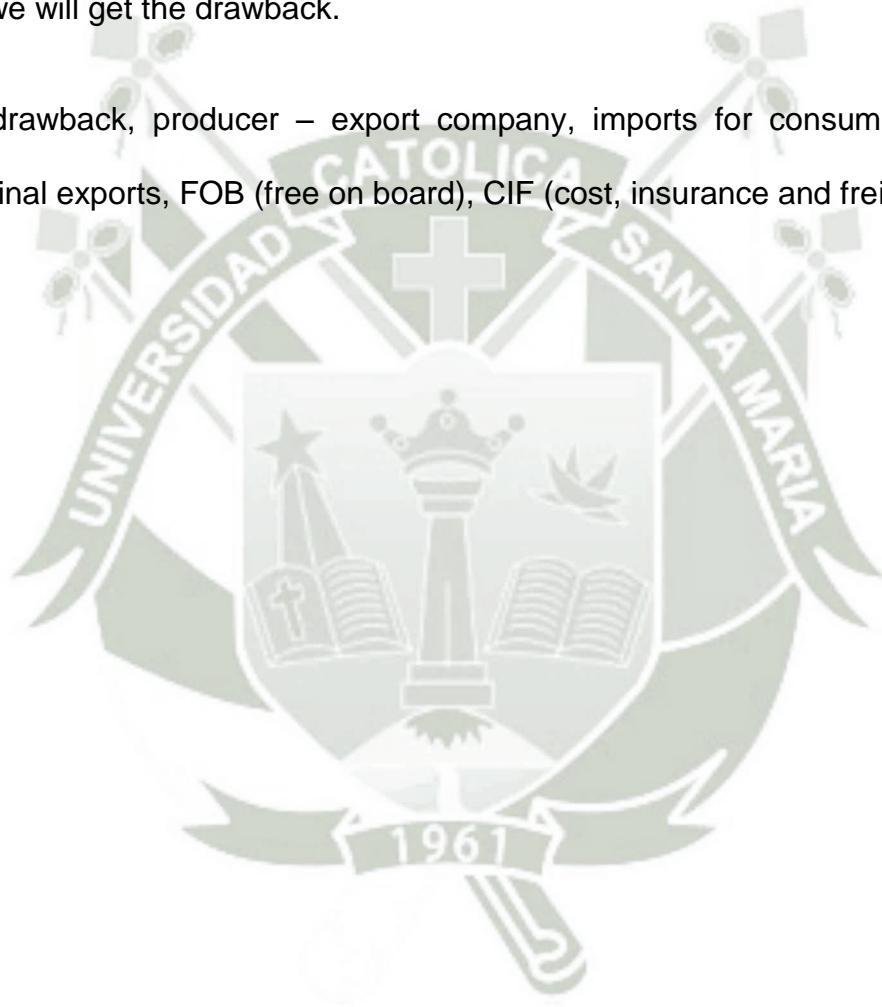 we will get the drawback.
drawback, producer – export company, imports for consum
inal exports, FOB (free on board), CIF (cost, insurance and frei
CATOLICA
UNIVERSIDAD
SANTA MARIA
1961